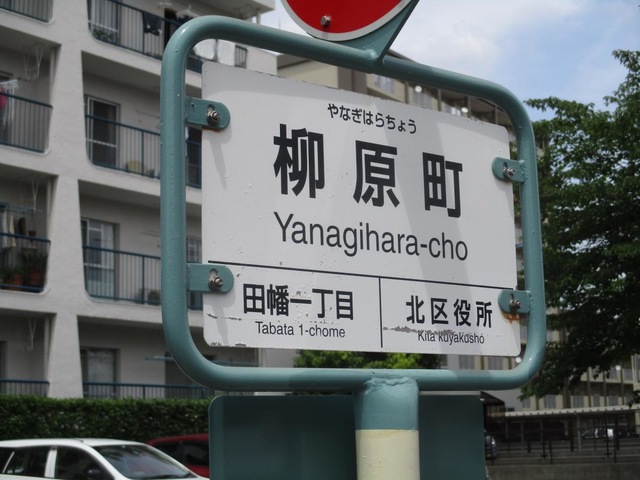 やなぎはらちょう
柳原町
Yanagihara-cho
田幡一丁目
Tabata 1-chome
北区役所
Kita kuyakusho